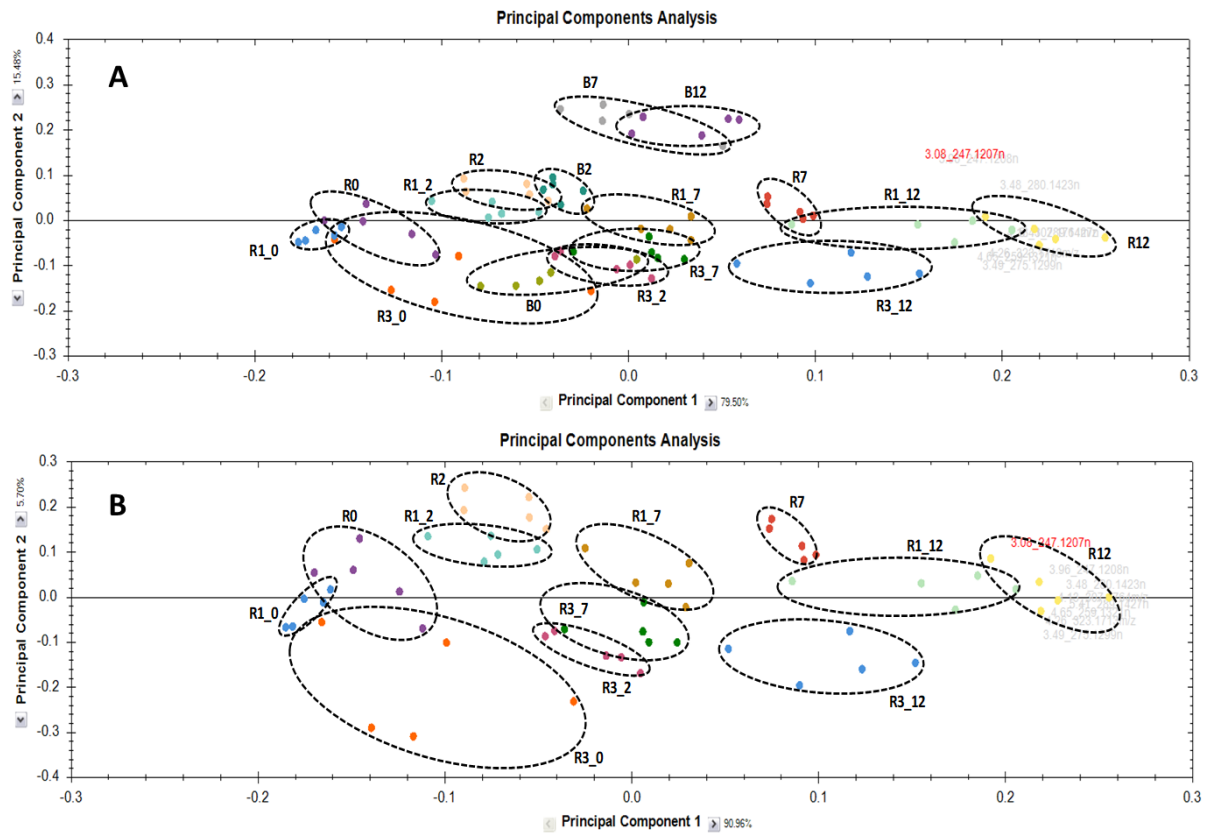 Principal Components Analysis
A
B7
B12
R2
B2
R0
R1_2
R1_7
R7
R1_12
R12
R1_0
R3_7
R3_2
R3_12
B0
R3_0
3.08_247.1207n
3.48_280.1423n
3.49_275.1299n
0.4
0.3
0.2
0.1
0.0
-0.1
-0.2
-0.3
Principal Component 2
15.48%
-0.3
-0.2
-0.1
0.0
0.1
0.2
0.3
Principal Component 1
79.50%
Principal Components Analysis
B
R2
R0
R1_2
R1_7
R7
R1_12
R12
R1_0
R3_7
R3_2
R3_12
R3_0
3.08_247.1207n
3.49_275.1299n
0.3
0.2
0.1
0.0
-0.1
-0.2
-0.3
-0.4
Principal Component 2
5.70%
-0.3
-0.2
-0.1
0.0
0.1
0.2
0.3
Principal Component 1
90.96%